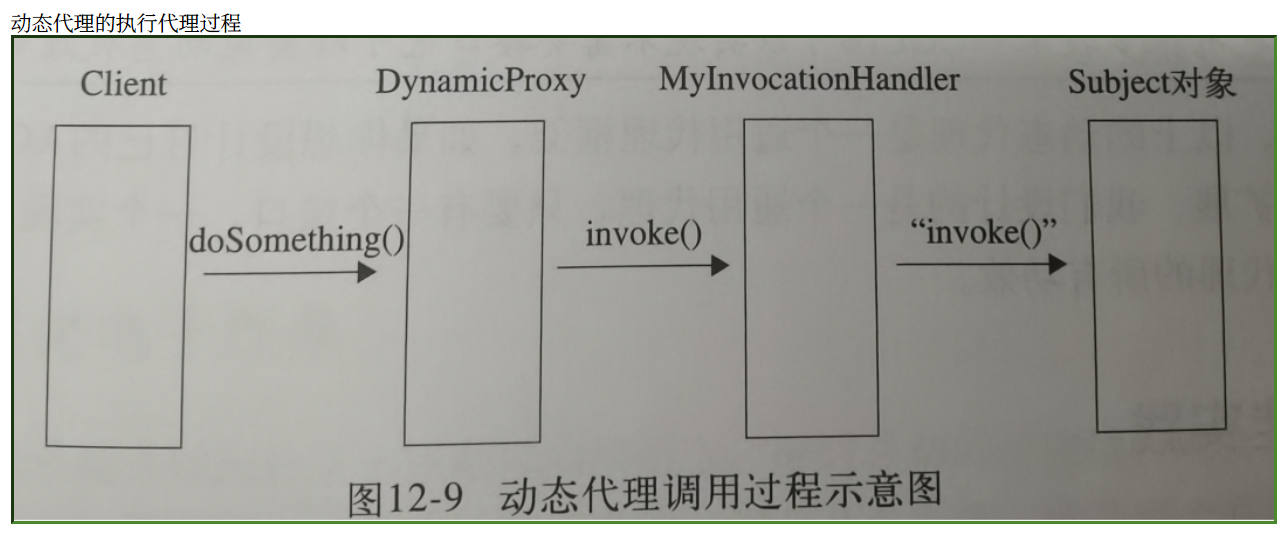 动态代理的执行代理过程
Client DynamicProxy MyInvocationHandler Subject对象
doSomething() invoke() “invoke()”
图12-9 动态代理调用过程示意图